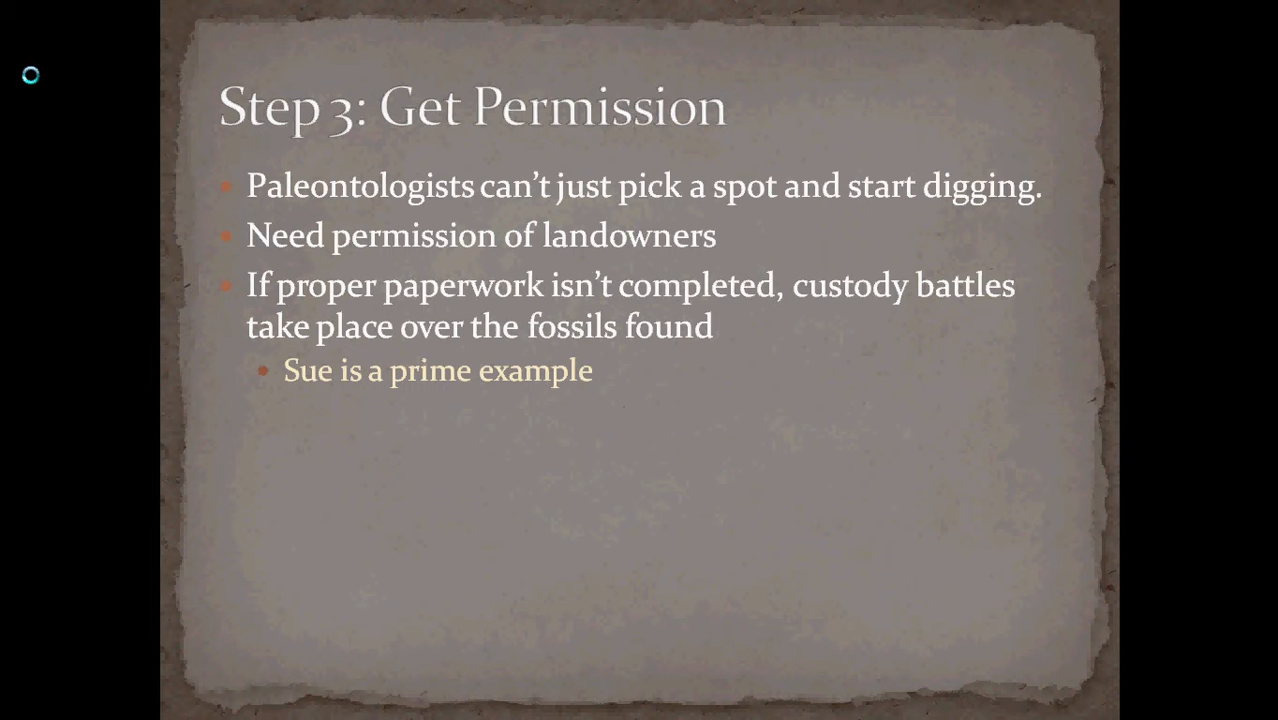 Step 3: Get Permission
Paleontologists can’t just pick a spot and start digging.
Need permission of landowners
If proper paperwork isn’t completed, custody battles
take place over the fossils found
Sue is a prime example